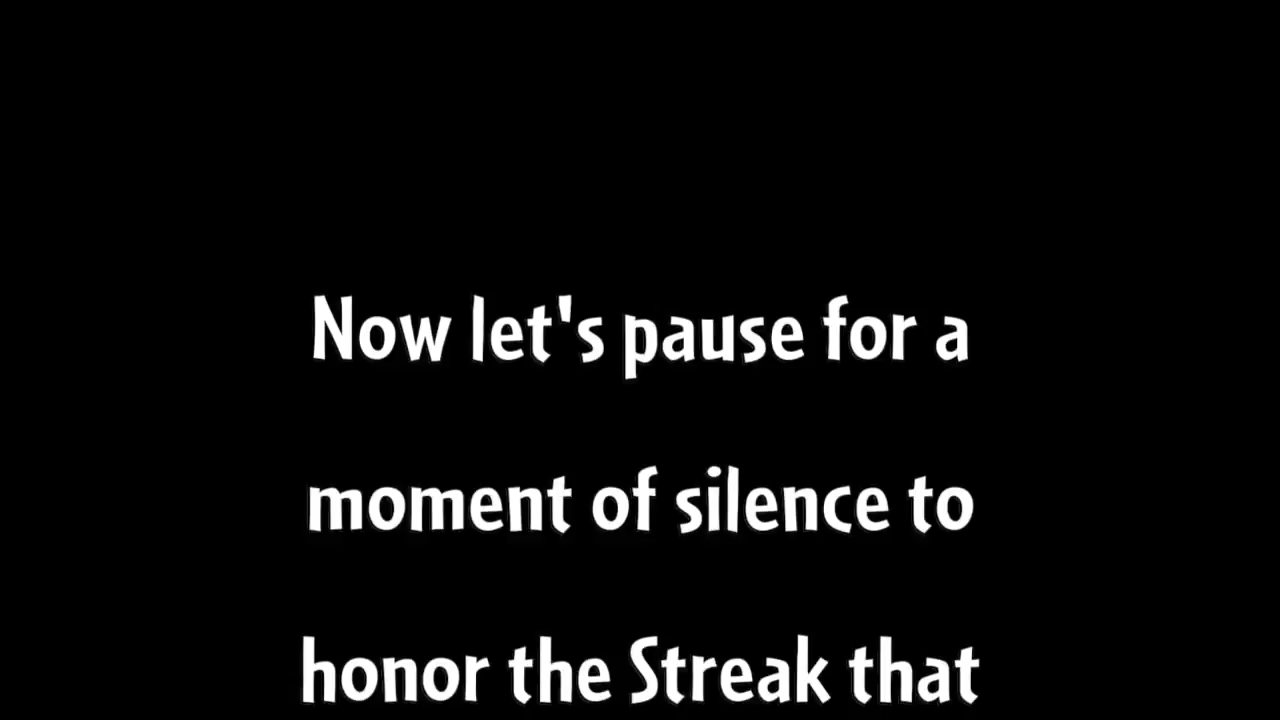 Now let's pause for a
moment of silence to
honor the Streak that